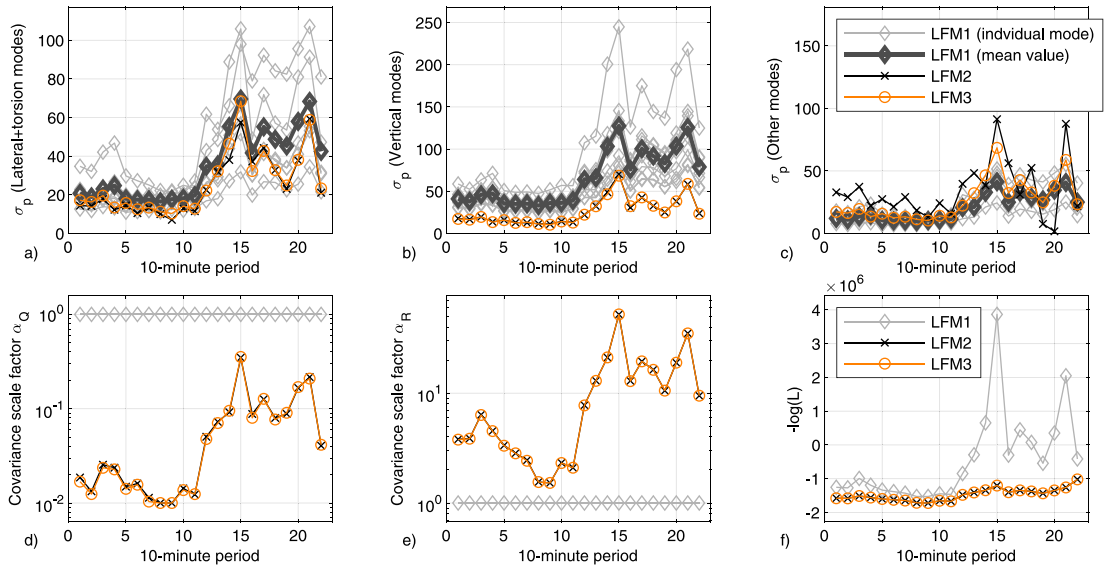 σp (Lateral+torsion modes)
100
80
60
40
20
0
0 5 10 15 20
10-minute period
a)
σp (Vertical modes)
250
200
150
100
50
0
0 5 10 15 20
10-minute period
b)
σp (Other modes)
150
100
50
0
0 5 10 15 20
10-minute period
c)
LFM1 (indvidual mode)
LFM1 (mean value)
LFM2
LFM3
Covariance scale factor αQ
10^0
10^-1
10^-2
0 5 10 15 20
10-minute period
d)
Covariance scale factor αR
10^1
10^0
0 5 10 15 20
10-minute period
e)
× 10^6
-log(L)
4
3
2
1
0
-1
-2
0 5 10 15 20
10-minute period
f)
LFM1
LFM2
LFM3